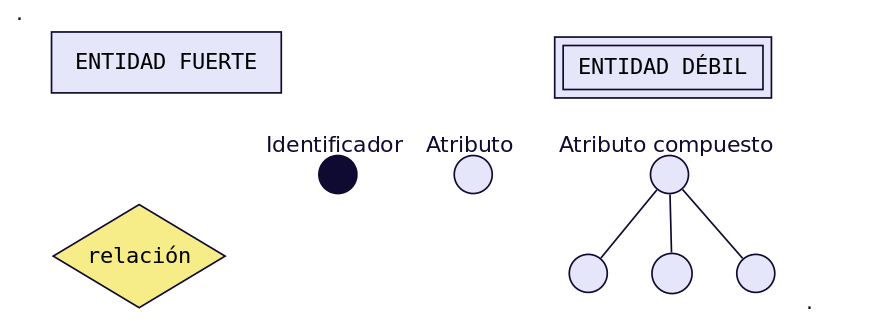 .
ENTIDAD FUERTE
ENTIDAD DÉBIL
Identificador
Atributo
Atributo compuesto
relación
.